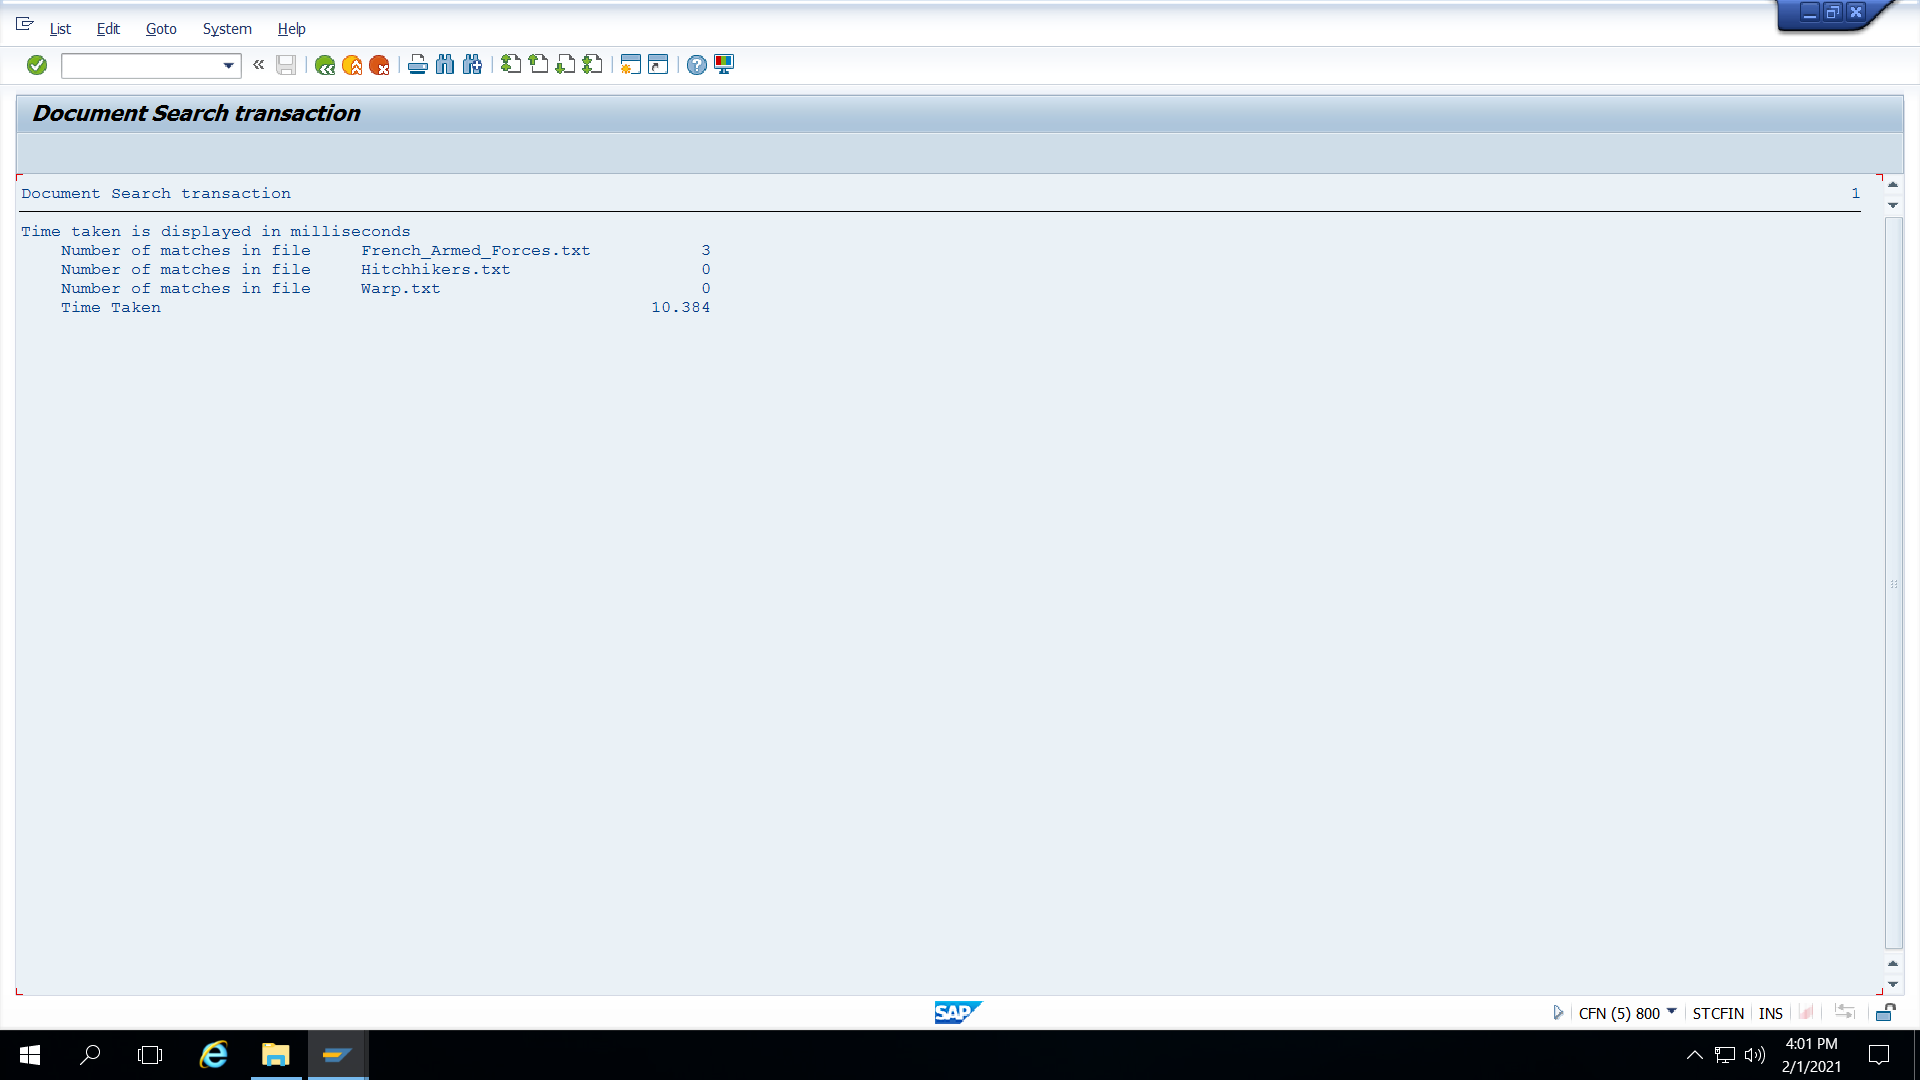 List Edit Goto System Help
Document Search transaction
Document Search transaction 1
Time taken is displayed in milliseconds
Number of matches in file French_Armed_Forces.txt 3
Number of matches in file Hitchhikers.txt 0
Number of matches in file Warp.txt 0
Time Taken 10.384
SAP
CFN (5) 800 STCFIN INS
4:01 PM
2/1/2021